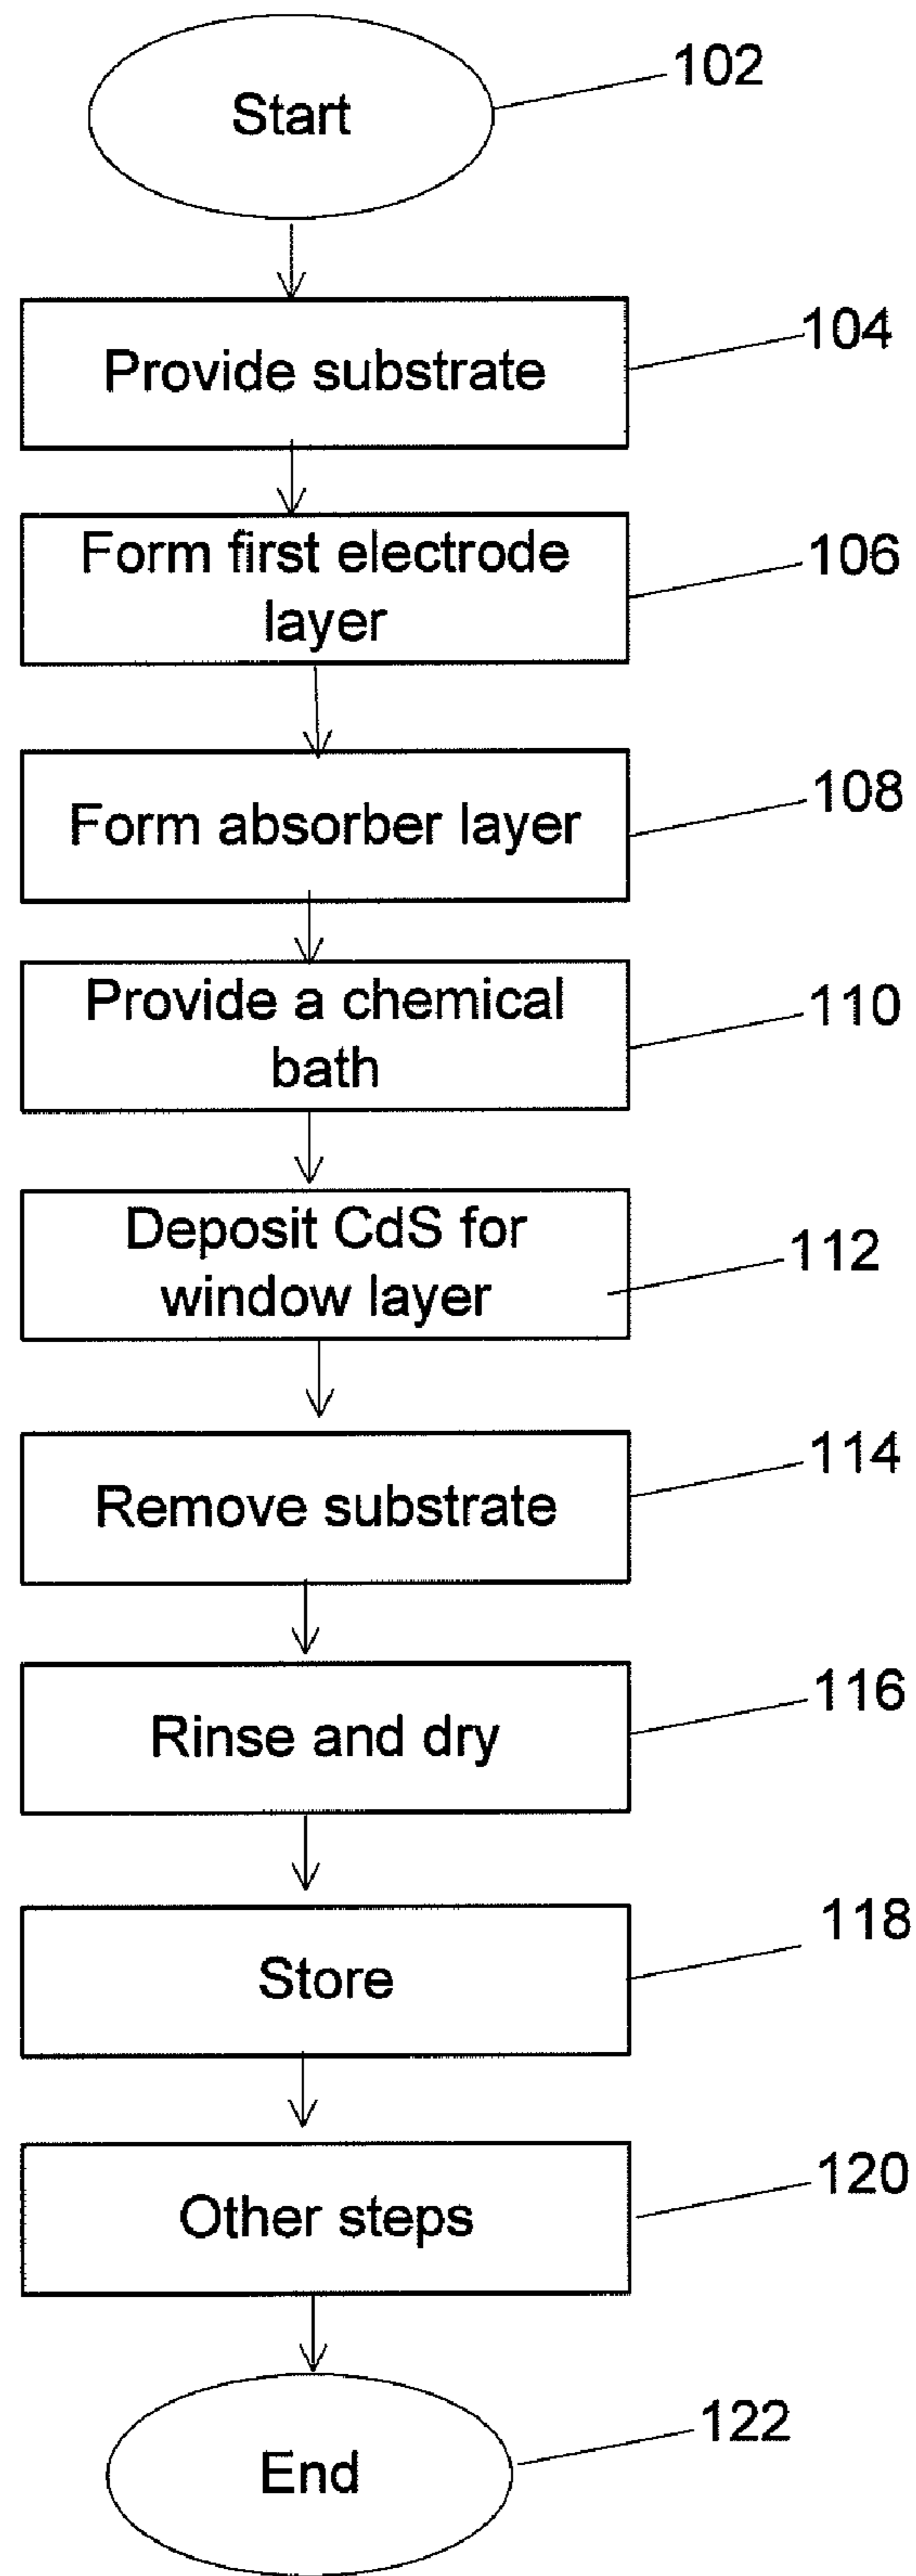 Start
102
Provide substrate
104
Form first electrode
layer
106
Form absorber layer
108
Provide a chemical
bath
110
Deposit CdS for
window layer
112
Remove substrate
114
Rinse and dry
116
Store
118
Other steps
120
End
122